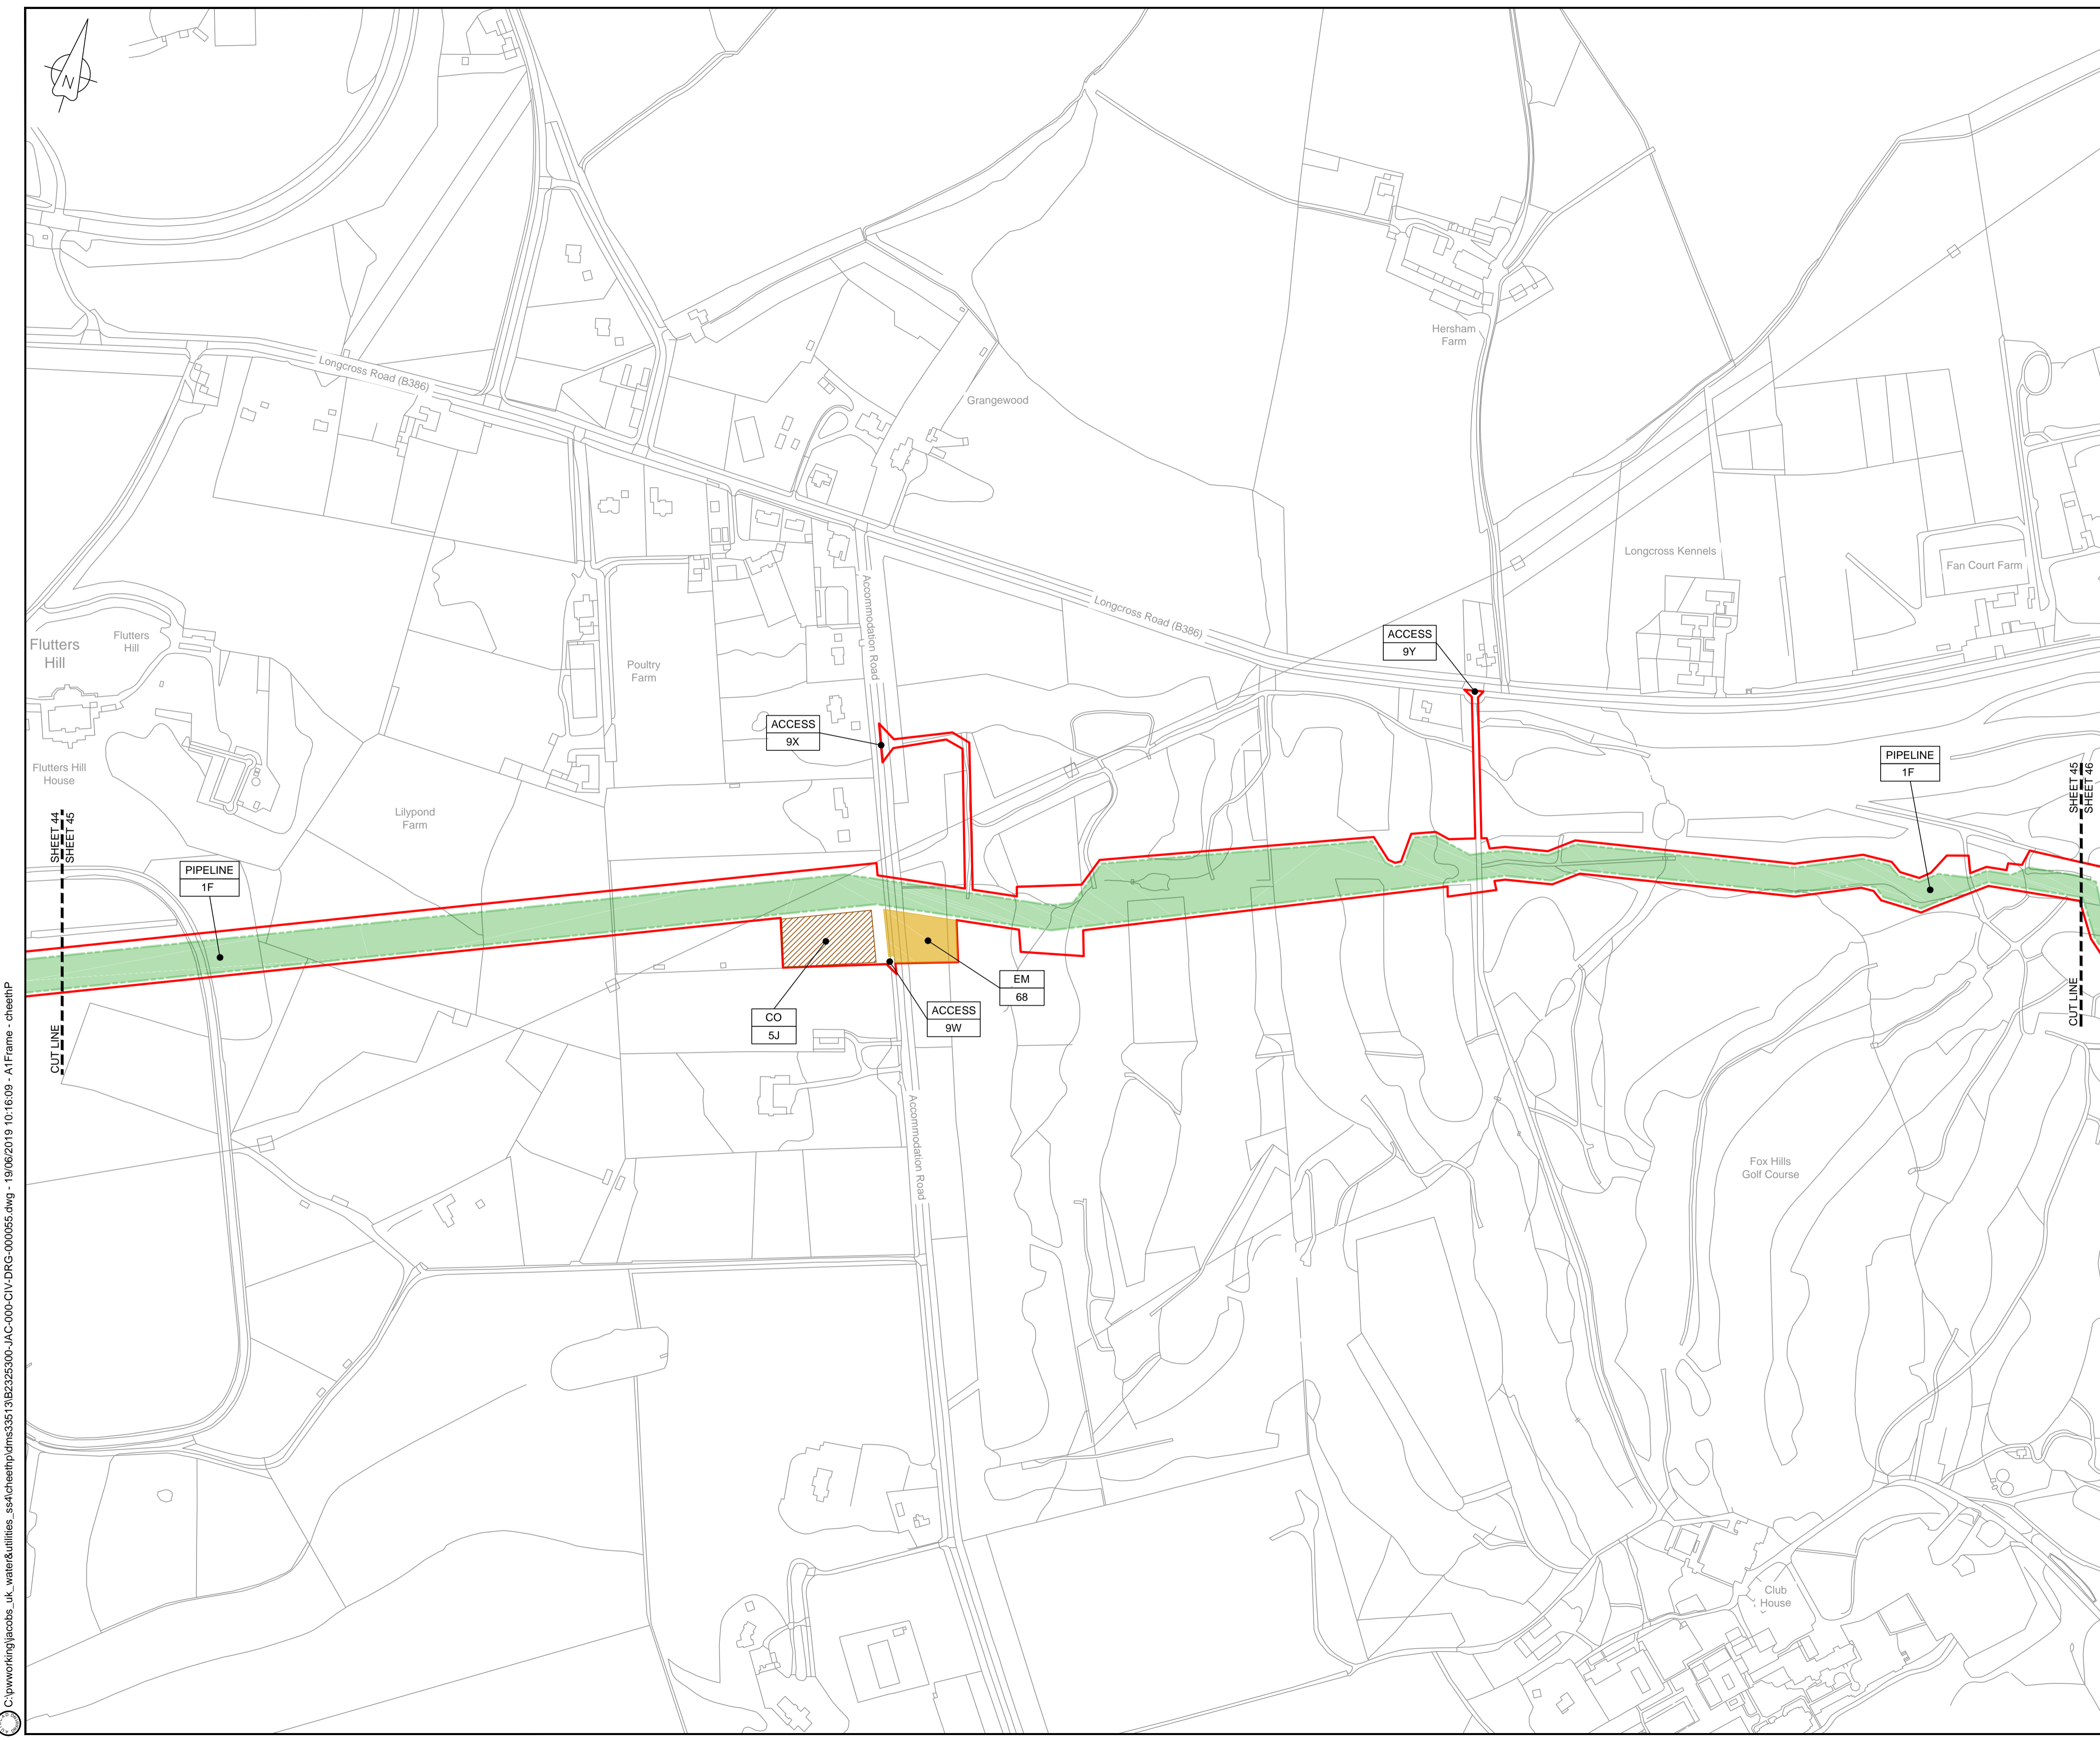 N
Longcross Road (B386)
Hersham
Farm
Grangewood
Longcross Kennels
Fan Court Farm
Accommodation Road
Longcross Road (B386)
ACCESS
9Y
Flutters
Hill
Flutters
Hill
Poultry
Farm
ACCESS
9X
PIPELINE
1F
Flutters Hill
House
Lilypond
Farm
SHEET 44
SHEET 45
CUT LINE
SHEET 45
SHEET 46
CUT LINE
PIPELINE
1F
EM
68
CO
5J
ACCESS
9W
Accommodation Road
Fox Hills
Golf Course
Club
House
C:\pwworking\jacobs_uk_water&utilities_ss4\cheethp\dms33513\B2325300-JAC-000-CIV-DRG-000055.dwg - 19/06/2019 10:16:09 - A1Frame - cheethP